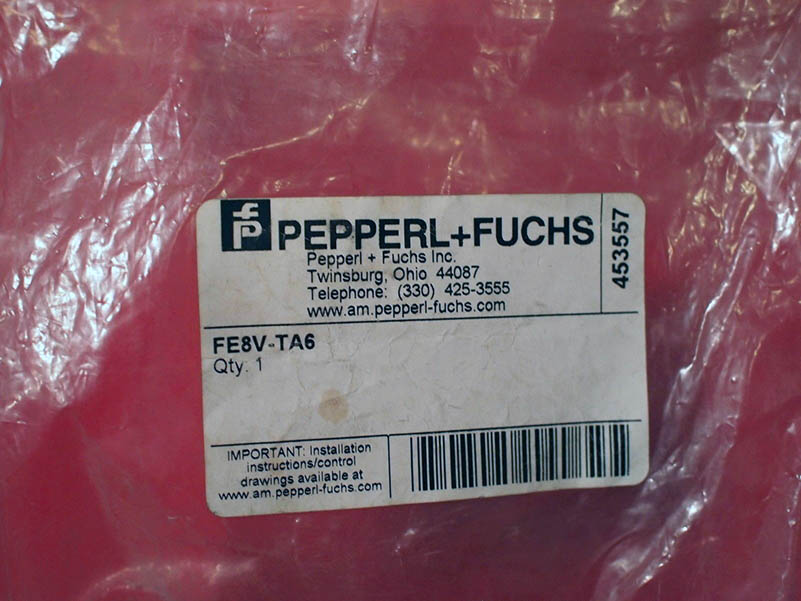 fp
PEPPERL+FUCHS
Pepperl + Fuchs Inc.
Twinsburg, Ohio 44087
Telephone: (330) 425-3555
www.am.pepperl-fuchs.com
453557
FE8V-TA6
Qty: 1
IMPORTANT: Installation
instructions/control
drawings available at
www.am.pepperl-fuchs.com